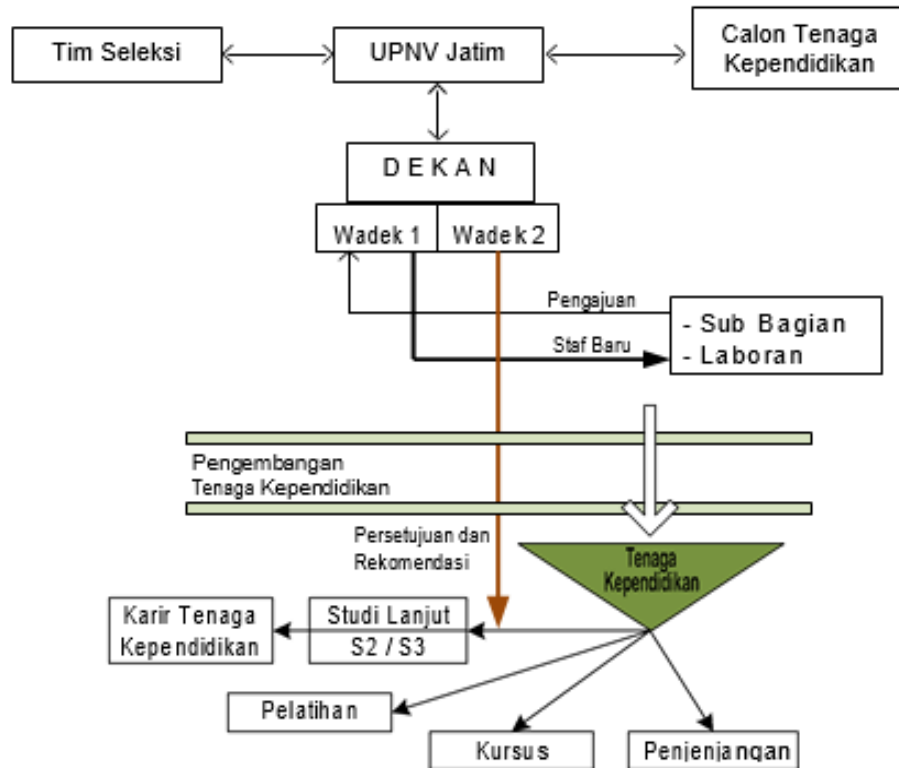 Tim Seleksi
UPNV Jatim
Calon Tenaga
Kependidikan
DEKAN
Wadek 1
Wadek 2
Pengajuan
- Sub Bagian
Staf Baru
- Laboran
Pengembangan
Tenaga Kependidikan
Persetujuan dan
Rekomendasi
Tenaga
Kependidikan
Karir Tenaga
Kependidikan
Studi Lanjut
S2 / S3
Pelatihan
Kursus
Penjenjangan